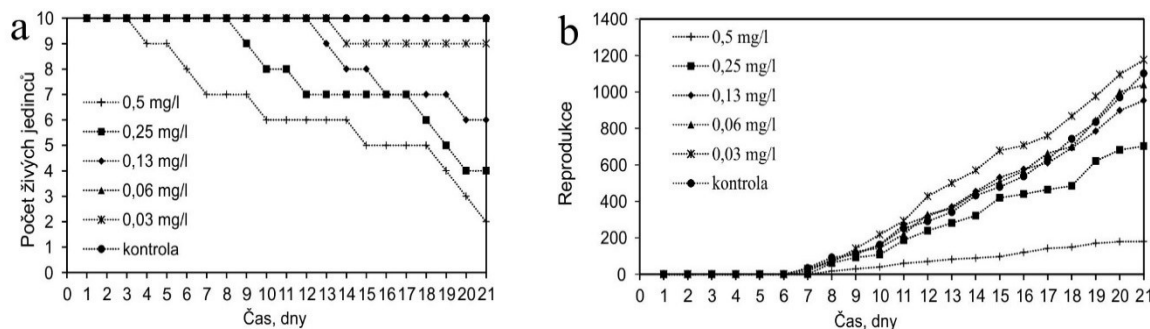 a
Počet živých jedinců
10
9
8
7
6
5
4
3
2
1
0
0,5 mg/l
0,25 mg/l
0,13 mg/l
0,06 mg/l
0,03 mg/l
kontrola
0 1 2 3 4 5 6 7 8 9 10 11 12 13 14 15 16 17 18 19 20 21
Čas, dny
b
Reprodukce
1400
1200
1000
800
600
400
200
0
0,5 mg/l
0,25 mg/l
0,13 mg/l
0,06 mg/l
0,03 mg/l
kontrola
0 1 2 3 4 5 6 7 8 9 10 11 12 13 14 15 16 17 18 19 20 21
Čas, dny